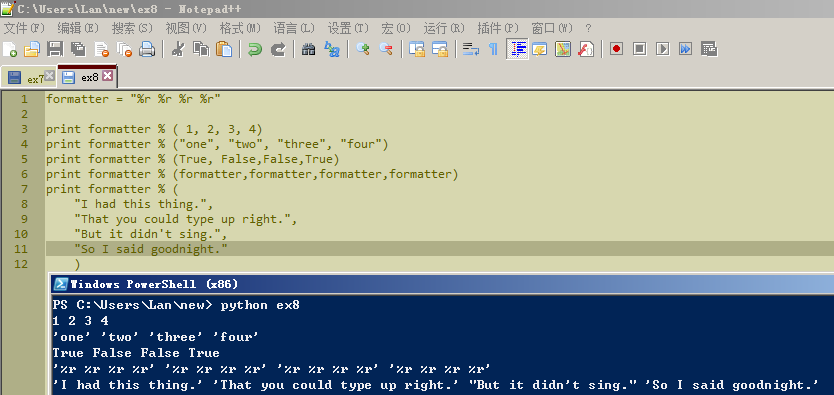 C:\Users\Lan\new\ex8 - Notepad++
文件(F) 编辑(E) 搜索(S) 视图(V) 格式(M) 语言(L) 设置(T) 宏(O) 运行(R) 插件(P) 窗口(W) ?
ex7 ex8
1 formatter = "%r %r %r %r"
2
3 print formatter % ( 1, 2, 3, 4)
4 print formatter % ("one", "two", "three", "four")
5 print formatter % (True, False,False,True)
6 print formatter % (formatter,formatter,formatter,formatter)
7 print formatter % (
8 "I had this thing.",
9 "That you could type up right.",
10 "But it didn't sing.",
11 "So I said goodnight."
12 )
Windows PowerShell (x86)
PS C:\Users\Lan\new> python ex8
1 2 3 4
'one' 'two' 'three' 'four'
True False False True
'%r %r %r %r' '%r %r %r %r' '%r %r %r %r' '%r %r %r %r'
'I had this thing.' 'That you could type up right.' "But it didn't sing." 'So I said goodnight.'